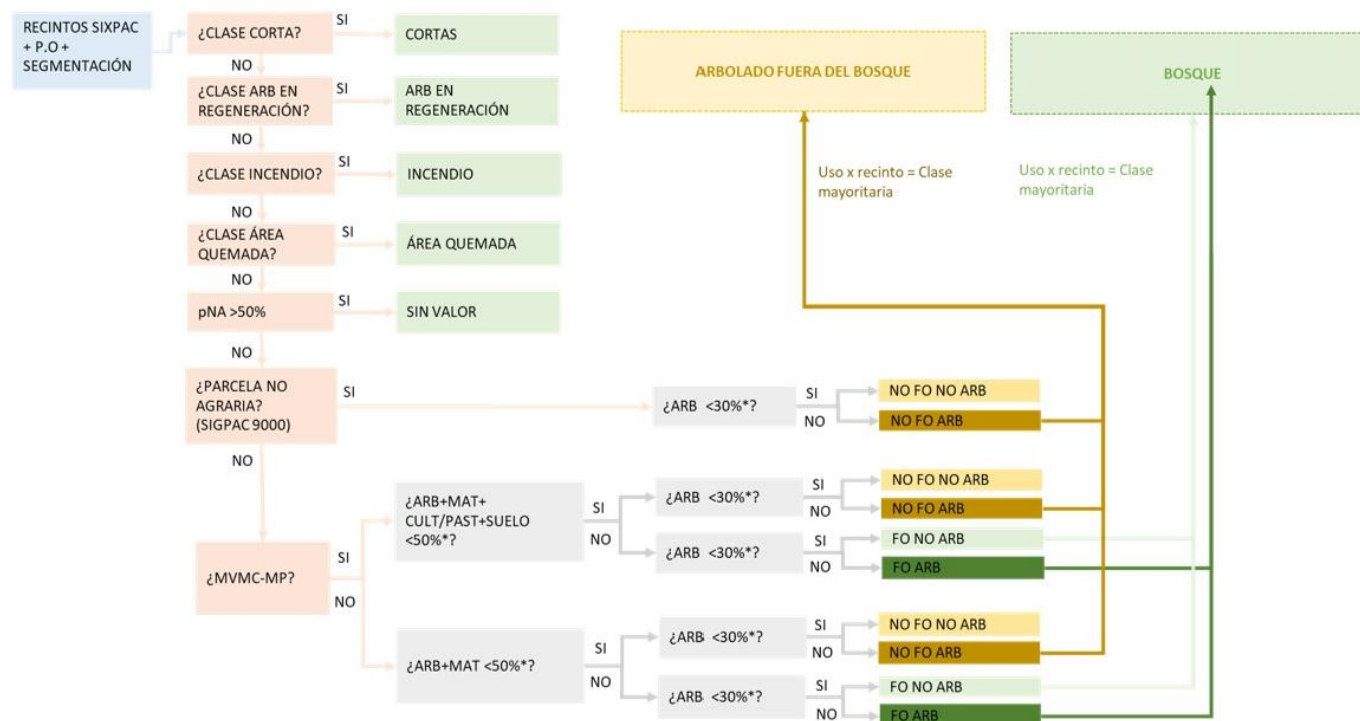 RECINTOS SIXPAC
+ P.O +
SEGMENTACIÓN
¿CLASE CORTA?
SI
CORTAS
NO
¿CLASE ARB EN
REGENERACIÓN?
SI
ARB EN
REGENERACIÓN
NO
¿CLASE INCENDIO?
SI
INCENDIO
NO
¿CLASE ÁREA
QUEMADA?
SI
ÁREA QUEMADA
NO
pNA >50%
SI
SIN VALOR
NO
¿PARCELA NO
AGRARIA?
(SIGPAC 9000)
SI
NO
¿MVMC-MP?
SI
NO
¿ARB+MAT+
CULT/PAST+SUELO
<50%*?
SI
NO
¿ARB+MAT <50%*?
SI
NO
¿ARB <30%*?
SI
NO
NO FO NO ARB
NO FO ARB
¿ARB <30%*?
SI
NO
NO FO NO ARB
NO FO ARB
¿ARB <30%*?
SI
NO
FO NO ARB
FO ARB
¿ARB <30%*?
SI
NO
NO FO NO ARB
NO FO ARB
¿ARB <30%*?
SI
NO
FO NO ARB
FO ARB
ARBOLADO FUERA DEL BOSQUE
Uso x recinto = Clase
mayoritaria
BOSQUE
Uso x recinto = Clase
mayoritaria